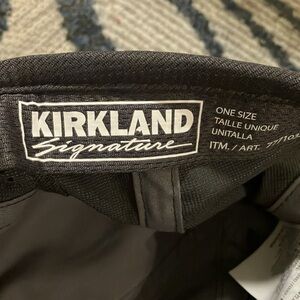 KIRKLAND
Signature
ONE SIZE
TAILLE UNIQUE
UNITALLA
ITM. / ART.